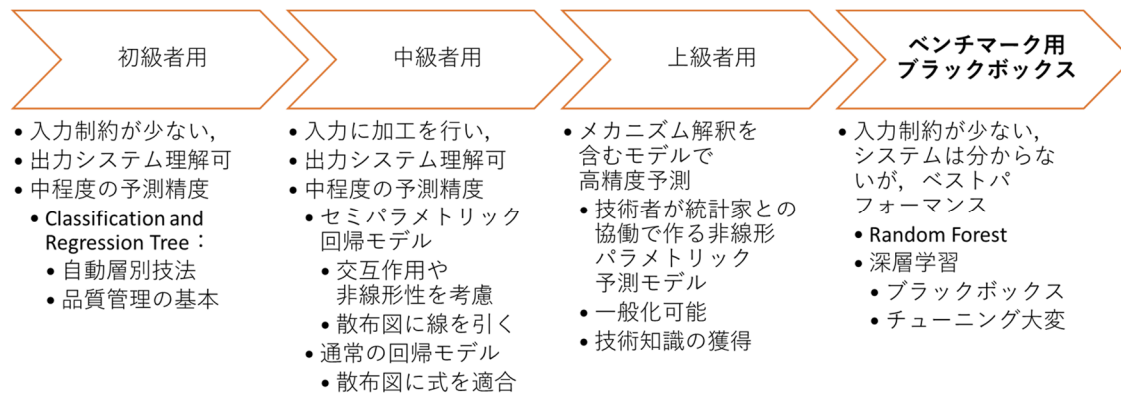 初級者用
• 入力制約が少ない,
• 出力システム理解可
• 中程度の予測精度
• Classification and
Regression Tree：
• 自動層別技法
• 品質管理の基本
中級者用
• 入力に加工を行い,
• 出力システム理解可
• 中程度の予測精度
• セミパラメトリック
回帰モデル
• 交互作用や
非線形性を考慮
• 散布図に線を引く
• 通常の回帰モデル
• 散布図に式を適合
上級者用
• メカニズム解釈を
含むモデルで
高精度予測
• 技術者が統計家との
協働で作る非線形
パラメトリック
予測モデル
• 一般化可能
• 技術知識の獲得
ベンチマーク用
ブラックボックス
• 入力制約が少ない,
システムは分からな
いが，ベストパ
フォーマンス
• Random Forest
• 深層学習
• ブラックボックス
• チューニング大変